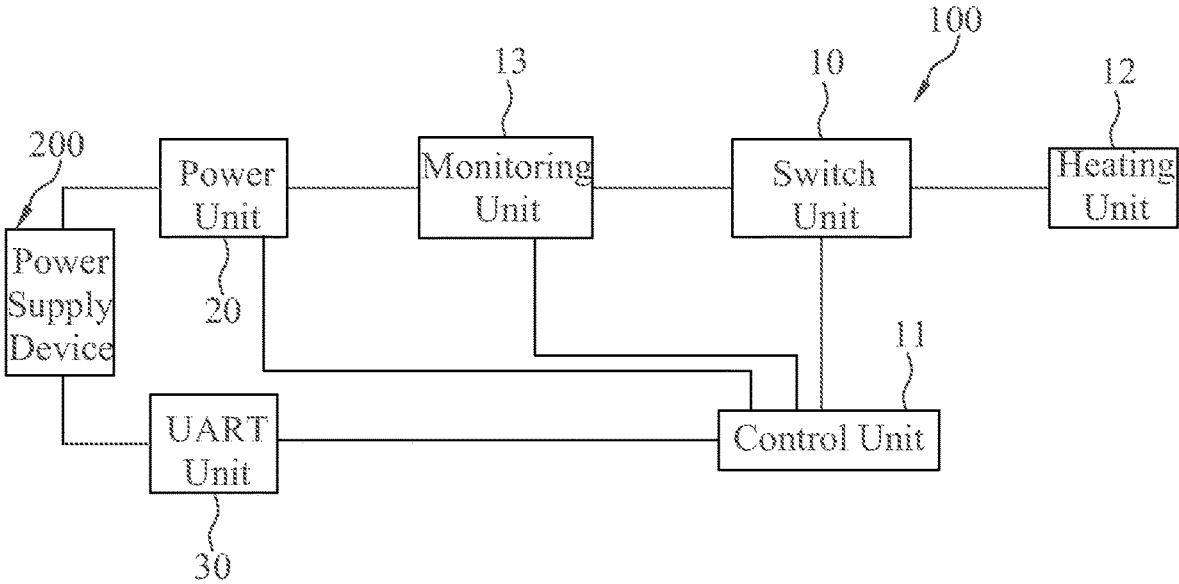 100
13
10
12
200
Power
Unit
Monitoring
Unit
Switch
Unit
Heating
Unit
Power
Supply
Device
20
11
UART
Unit
Control Unit
30